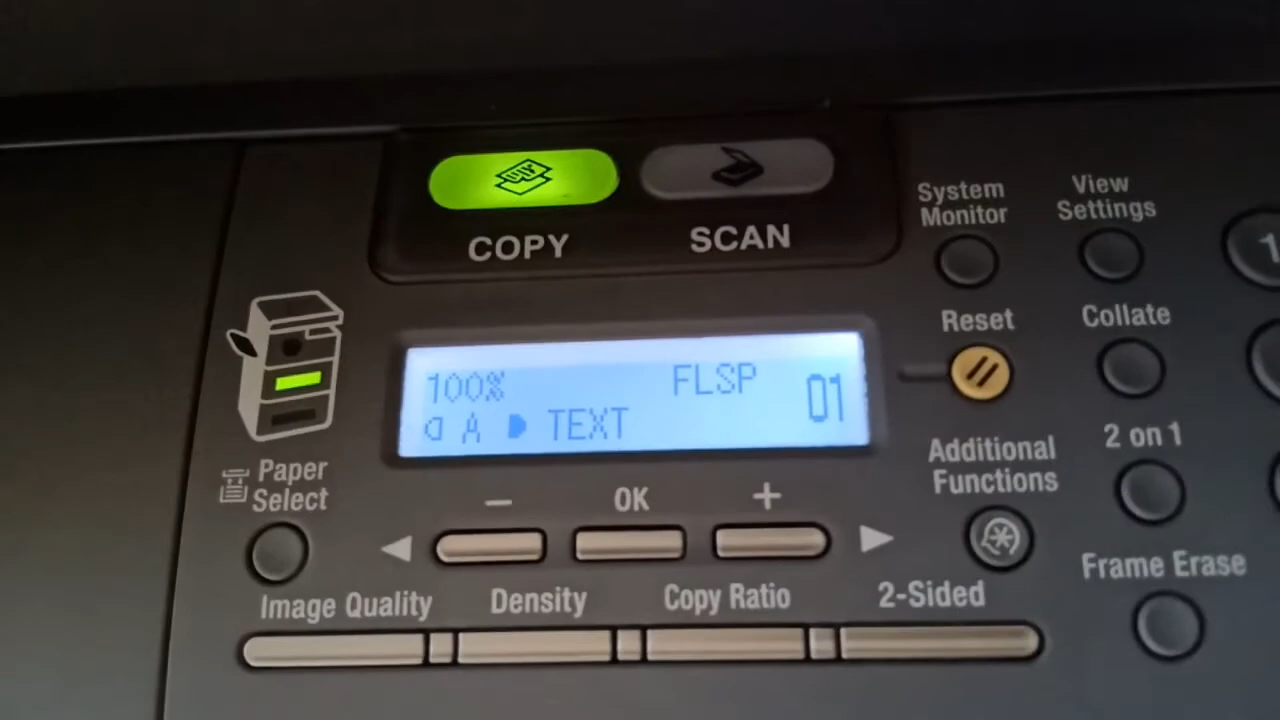 COPY
SCAN
System
Monitor
View
Settings
1
Reset
Collate
100%
FLSP
01
A TEXT
Paper
Select
- OK +
Additional
Functions
2 on 1
Image Quality
Density
Copy Ratio
2-Sided
Frame Erase